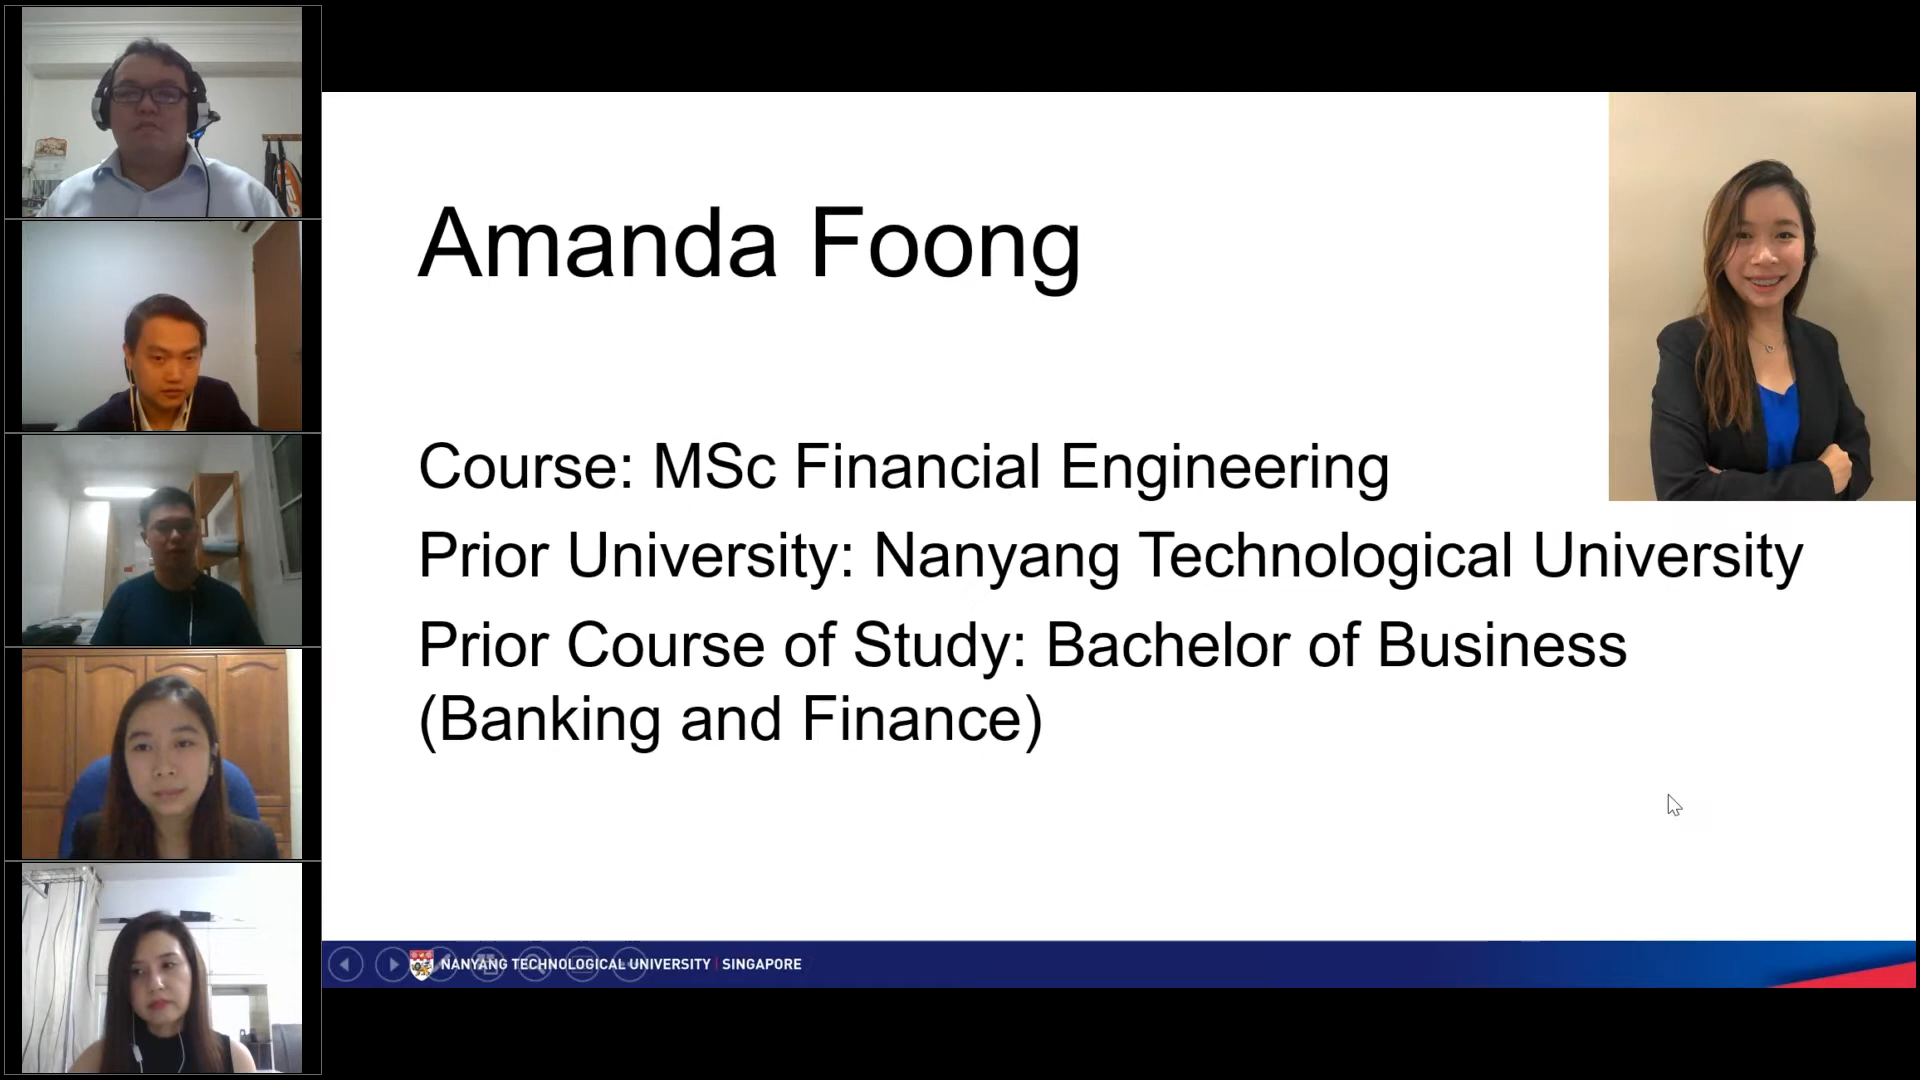 Amanda Foong
Course: MSc Financial Engineering
Prior University: Nanyang Technological University
Prior Course of Study: Bachelor of Business
(Banking and Finance)
NANYANG TECHNOLOGICAL UNIVERSITY | SINGAPORE